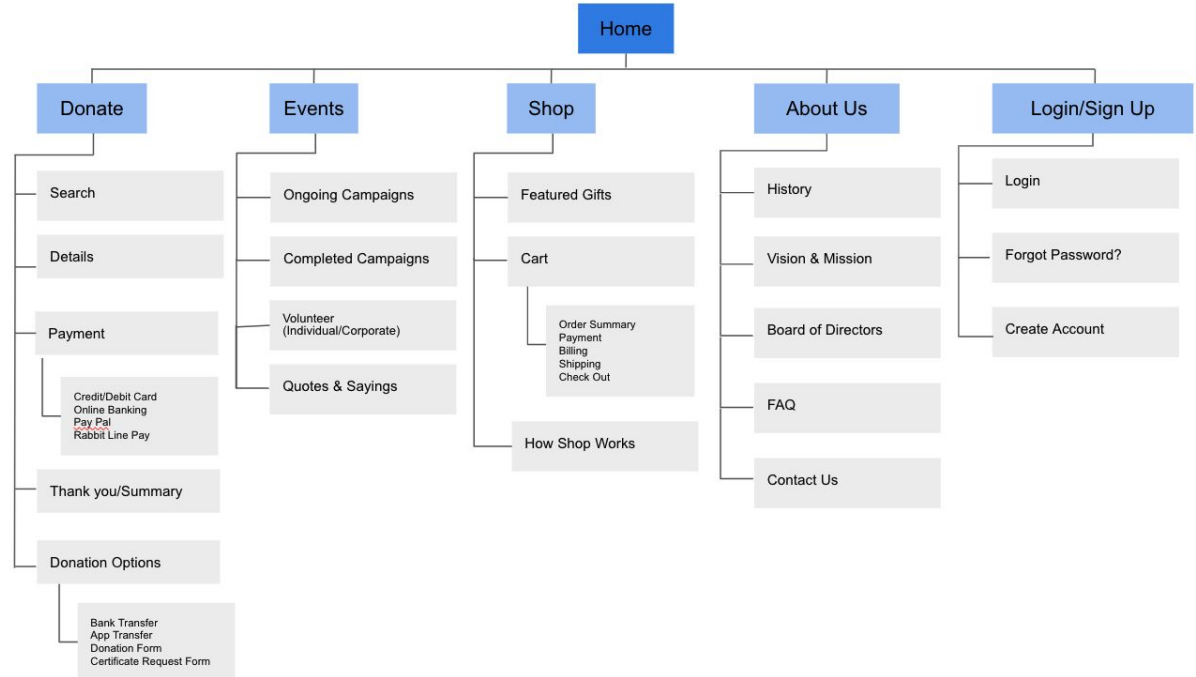 Home
Donate
Events
Shop
About Us
Login/Sign Up
Search
Details
Payment
Credit/Debit Card
Online Banking
Pay Pal
Rabbit Line Pay
Thank you/Summary
Donation Options
Bank Transfer
App Transfer
Donation Form
Certificate Request Form
Ongoing Campaigns
Completed Campaigns
Volunteer
(Individual/Corporate)
Quotes & Sayings
Featured Gifts
Cart
Order Summary
Payment
Billing
Shipping
Check Out
How Shop Works
History
Vision & Mission
Board of Directors
FAQ
Contact Us
Login
Forgot Password?
Create Account